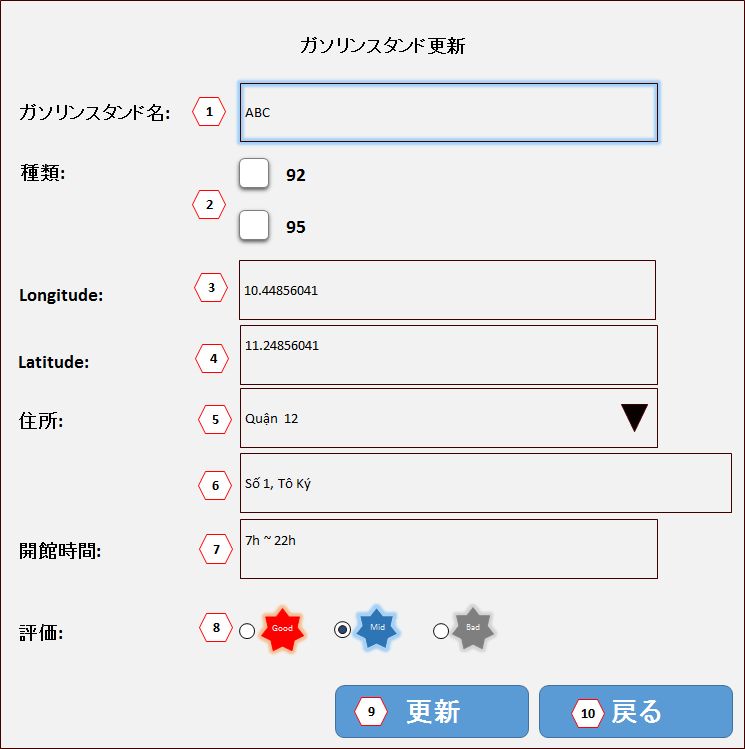 ガソリンスタンド更新
ガソリンスタンド名: 1 ABC
種類: 92
2
95
Longitude: 3 10.44856041
Latitude: 4 11.24856041
住所: 5 Quận 12
6 Số 1, Tô Ký
開館時間: 7 7h ~ 22h
評価: 8 Good Mid Bad
9 更新 10 戻る